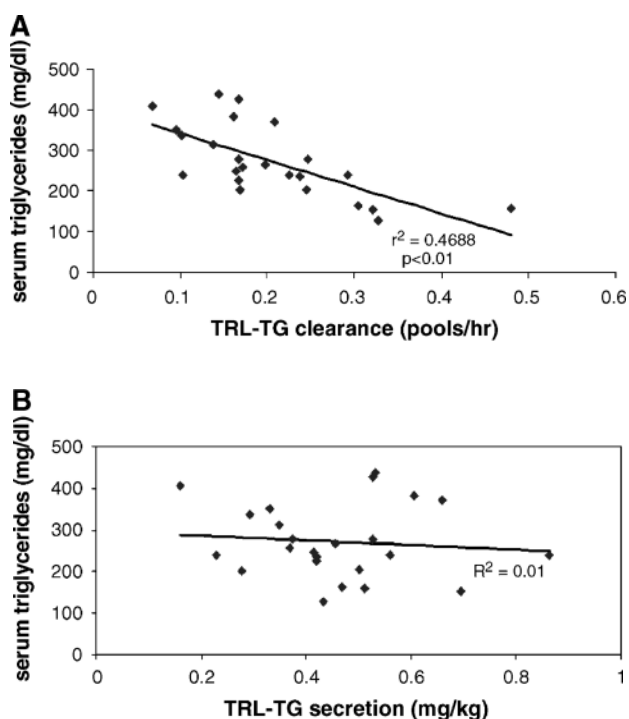 A
serum triglycerides (mg/dl)
500
400
300
200
100
0
r² = 0.4688
p<0.01
0 0.1 0.2 0.3 0.4 0.5 0.6
TRL-TG clearance (pools/hr)
B
serum triglycerides (mg/dl)
500
400
300
200
100
0
R² = 0.01
0 0.2 0.4 0.6 0.8 1
TRL-TG secretion (mg/kg)